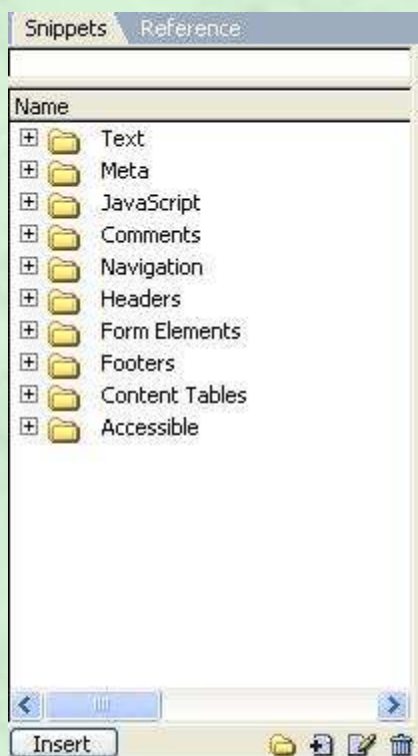 Snippets Reference
Name
Text
Meta
JavaScript
Comments
Navigation
Headers
Form Elements
Footers
Content Tables
Accessible
Insert